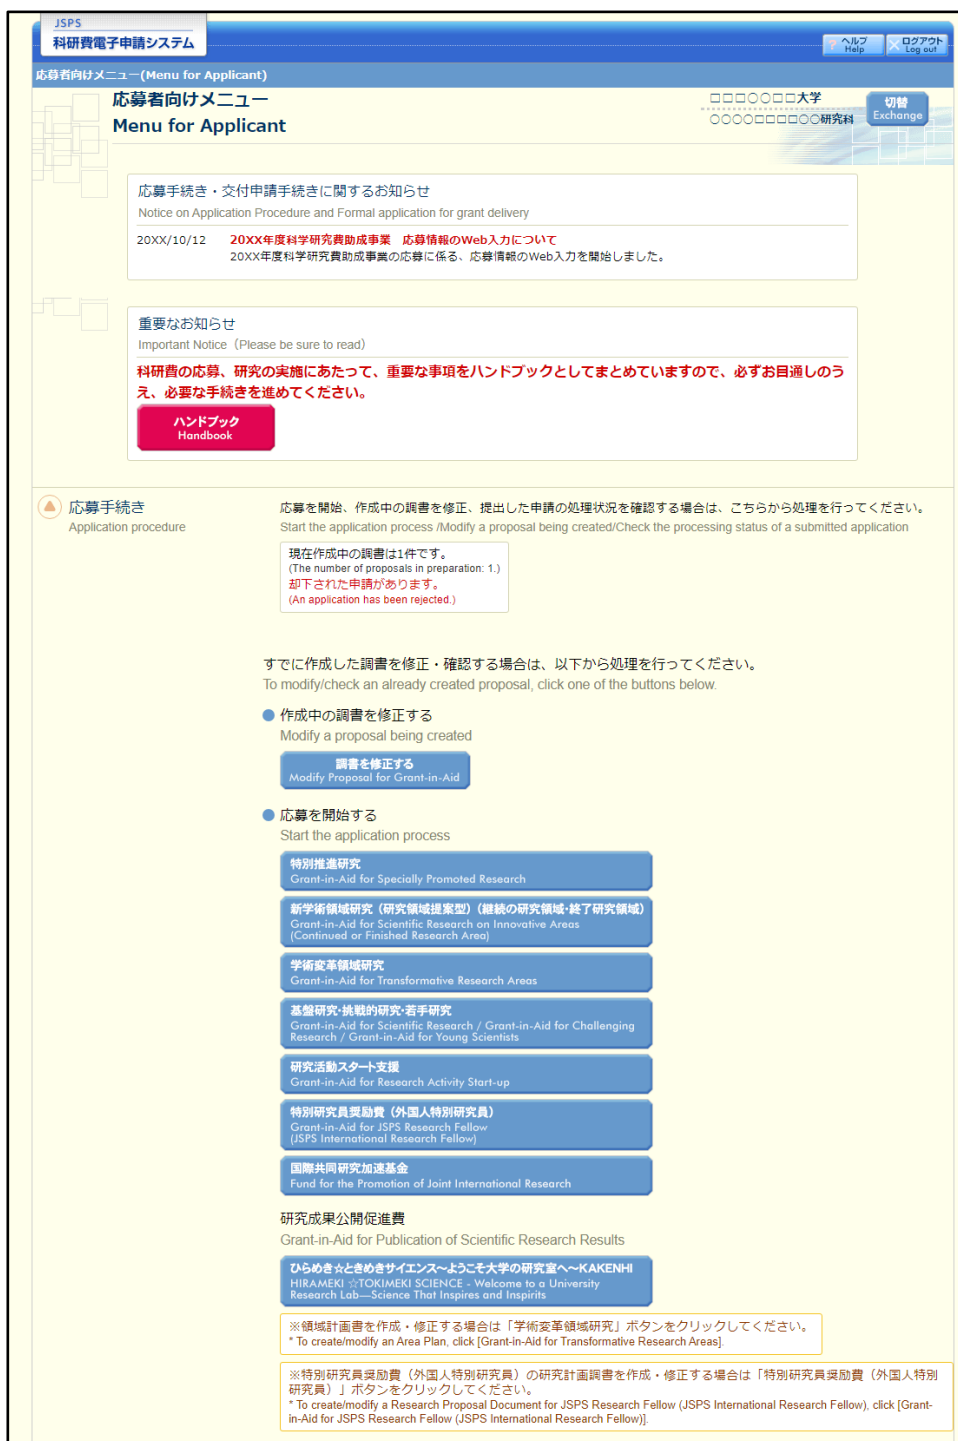 JSPS
科研費電子申請システム
? ヘルプ
Help
× ログアウト
Log out
応募者向けメニュー(Menu for Applicant)
応募者向けメニュー
Menu for Applicant
□□□○○□□大学
○○○○□□□□○○研究科
切替
Exchange
応募手続き・交付申請手続きに関するお知らせ
Notice on Application Procedure and Formal application for grant delivery
20XX/10/12 20XX年度科学研究費助成事業 応募情報のWeb入力について
20XX年度科学研究費助成事業の応募に係る、応募情報のWeb入力を開始しました。
重要なお知らせ
Important Notice（Please be sure to read）
科研費の応募、研究の実施にあたって、重要な事項をハンドブックとしてまとめていますので、必ずお目通しのう
え、必要な手続きを進めてください。
ハンドブック
Handbook
応募手続き
Application procedure
応募を開始、作成中の調書を修正、提出した申請の処理状況を確認する場合は、こちらから処理を行ってください。
Start the application process /Modify a proposal being created/Check the processing status of a submitted application
現在作成中の調書は1件です。
(The number of proposals in preparation: 1.)
却下された申請があります。
(An application has been rejected.)
すでに作成した調書を修正・確認する場合は、以下から処理を行ってください。
To modify/check an already created proposal, click one of the buttons below.
● 作成中の調書を修正する
Modify a proposal being created
調書を修正する
Modify Proposal for Grant-in-Aid
● 応募を開始する
Start the application process
特別推進研究
Grant-in-Aid for Specially Promoted Research
新学術領域研究（研究領域提案型）（継続の研究領域・終了研究領域）
Grant-in-Aid for Scientific Research on Innovative Areas
(Continued or Finished Research Area)
学術変革領域研究
Grant-in-Aid for Transformative Research Areas
基盤研究・挑戦的研究・若手研究
Grant-in-Aid for Scientific Research / Grant-in-Aid for Challenging
Research / Grant-in-Aid for Young Scientists
研究活動スタート支援
Grant-in-Aid for Research Activity Start-up
特別研究員奨励費（外国人特別研究員）
Grant-in-Aid for JSPS Research Fellow
(JSPS International Research Fellow)
国際共同研究加速基金
Fund for the Promotion of Joint International Research
研究成果公開促進費
Grant-in-Aid for Publication of Scientific Research Results
ひらめき☆ときめきサイエンス～ようこそ大学の研究室へ～KAKENHI
HIRAMEKI ☆TOKIMEKI SCIENCE - Welcome to a University
Research Lab—Science That Inspires and Inspirits
※領域計画書を作成・修正する場合は「学術変革領域研究」ボタンをクリックしてください。
* To create/modify an Area Plan, click [Grant-in-Aid for Transformative Research Areas].
※特別研究員奨励費（外国人特別研究員）の研究計画調書を作成・修正する場合は「特別研究員奨励費（外国人特別
研究員）」ボタンをクリックしてください。
* To create/modify a Research Proposal Document for JSPS Research Fellow (JSPS International Research Fellow), click [Grant-
in-Aid for JSPS Research Fellow (JSPS International Research Fellow)].